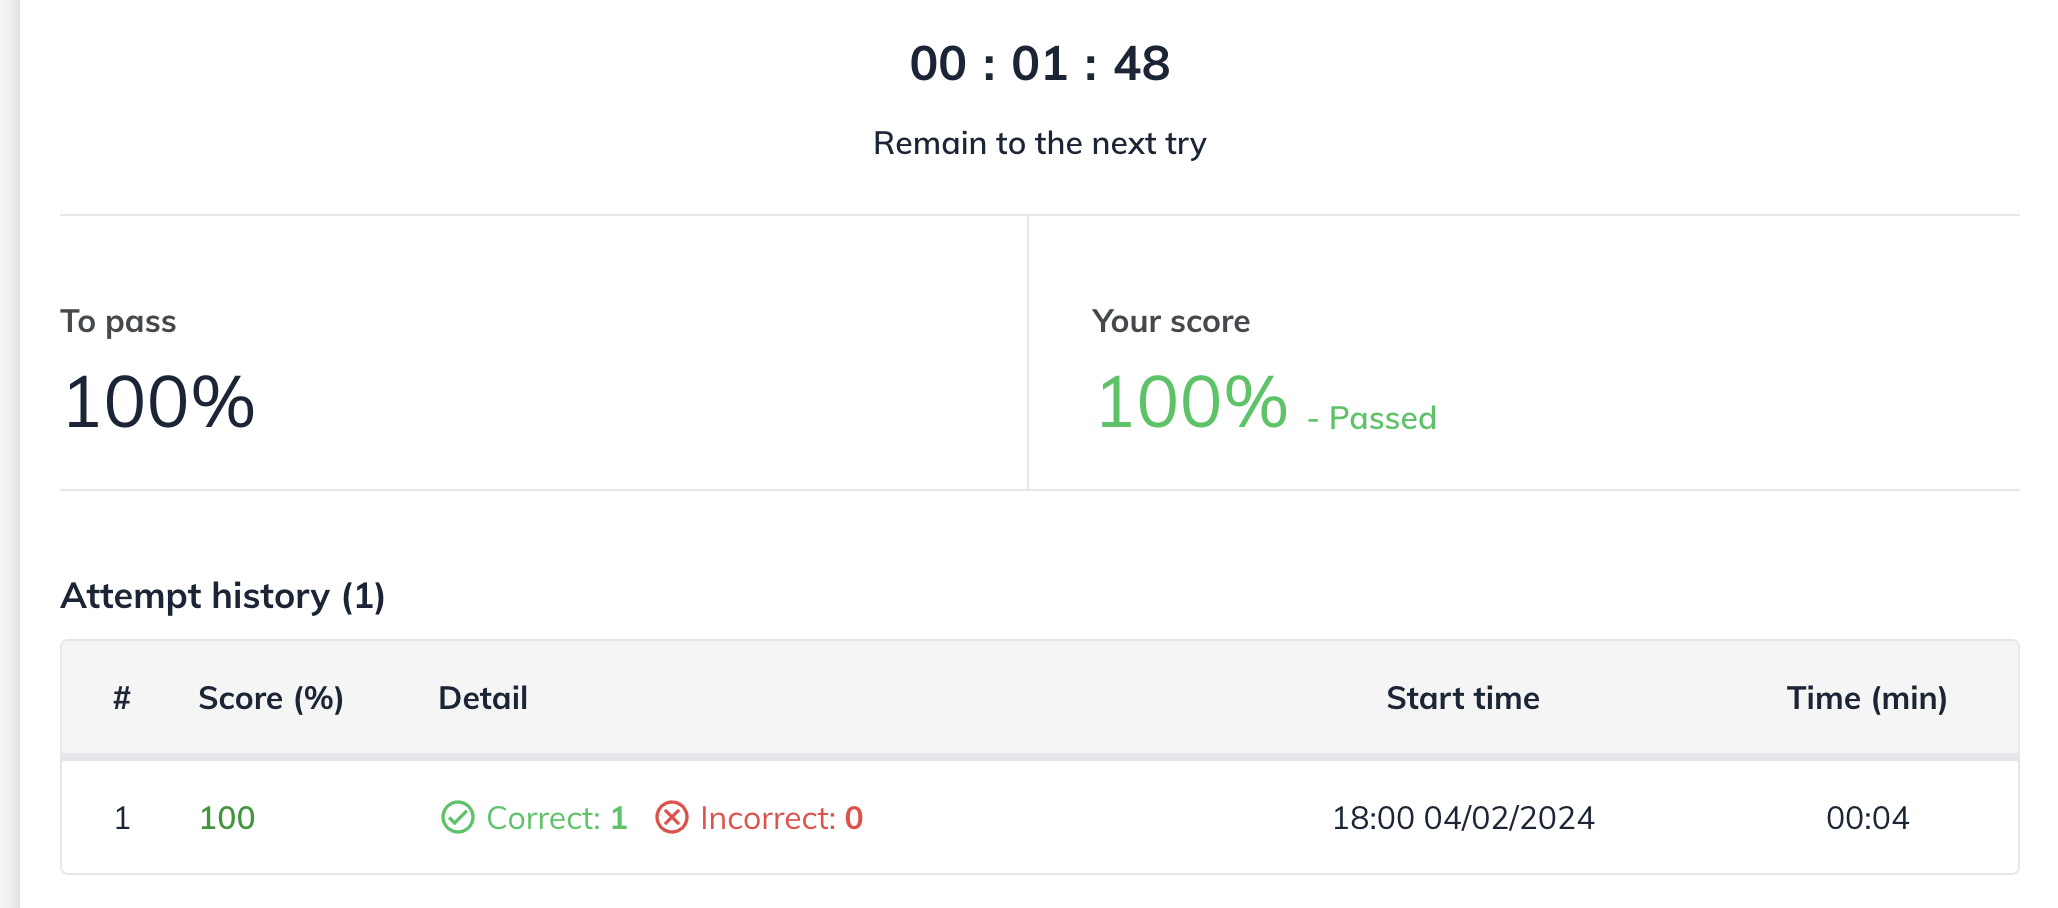 00 : 01 : 48
Remain to the next try
To pass
100%
Your score
100% - Passed
Attempt history (1)
# Score (%) Detail Start time Time (min)
1 100 Correct: 1 Incorrect: 0 18:00 04/02/2024 00:04